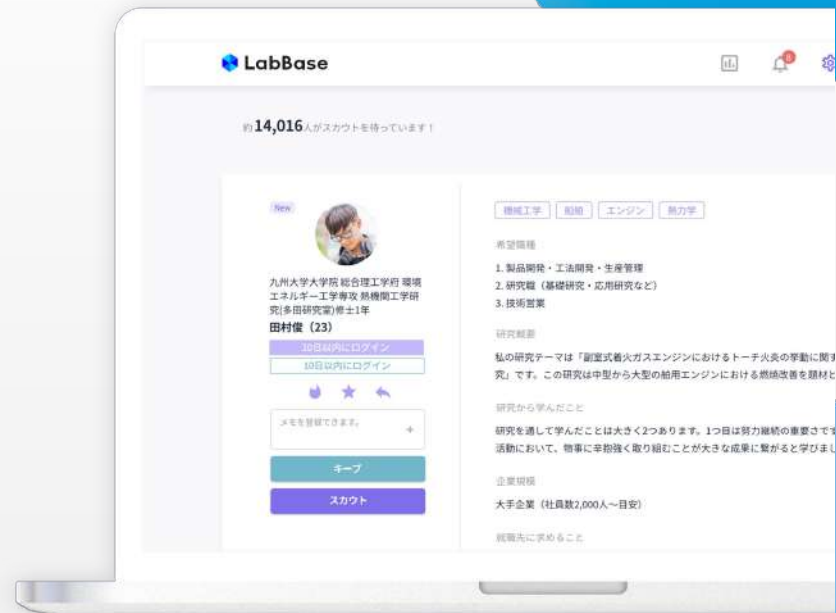 LabBase
8
約14,016人がスカウトを待っています！
New
九州大学大学院 総合理工学府 環境
エネルギー工学専攻 熱機関工学研
究(多田研究室)修士1年
田村俊（23）
10日以内にログイン
10日以内にログイン
メモを登録できます。
+
キープ
スカウト
機械工学 船舶 エンジン 熱力学
希望職種
1. 製品開発・工法開発・生産管理
2. 研究職（基礎研究・応用研究など）
3. 技術営業
研究概要
私の研究テーマは「副室式着火ガスエンジンにおけるトーチ火炎の挙動に関す
究」です。この研究は中型から大型の舶用エンジンにおける燃焼改善を題材と
研究から学んだこと
研究を通して学んだことは大きく2つあります。1つ目は努力継続の重要さです
活動において、物事に辛抱強く取り組むことが大きな成果に繋がると学びまし
企業規模
大手企業（社員数2,000人～目安）
就職先に求めること